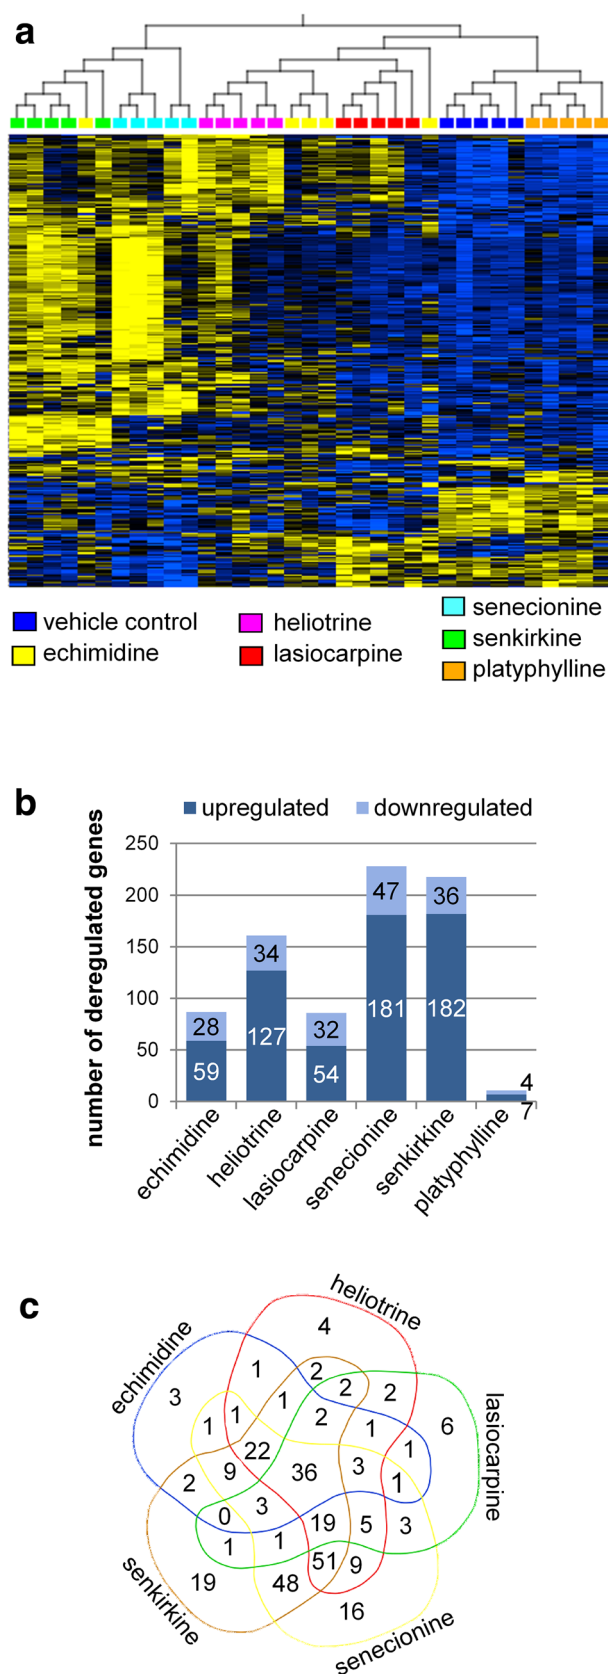 a
vehicle control
heliotrine
senecionine
echimidine
lasiocarpine
senkirkine
platyphylline
b
upregulated downregulated
number of deregulated genes
250
200
150
100
50
0
28
59
34
127
32
54
47
181
36
182
4
7
echimidine
heliotrine
lasiocarpine
senecionine
senkirkine
platyphylline
c
heliotrine
echimidine
lasiocarpine
senkirkine
senecionine
4
3 1 2 2 2 6
1 1 1 2 1 1
22
2 9 36 3 1
0 3 19 5 3
1 1 51 9
19 48 16